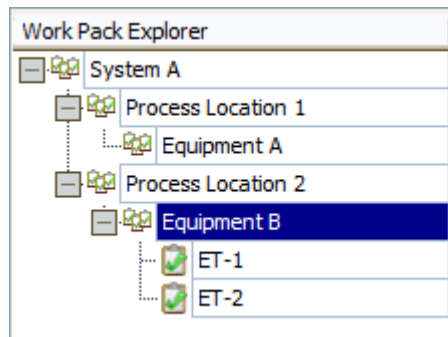 Work Pack Explorer
System A
Process Location 1
Equipment A
Process Location 2
Equipment B
ET-1
ET-2